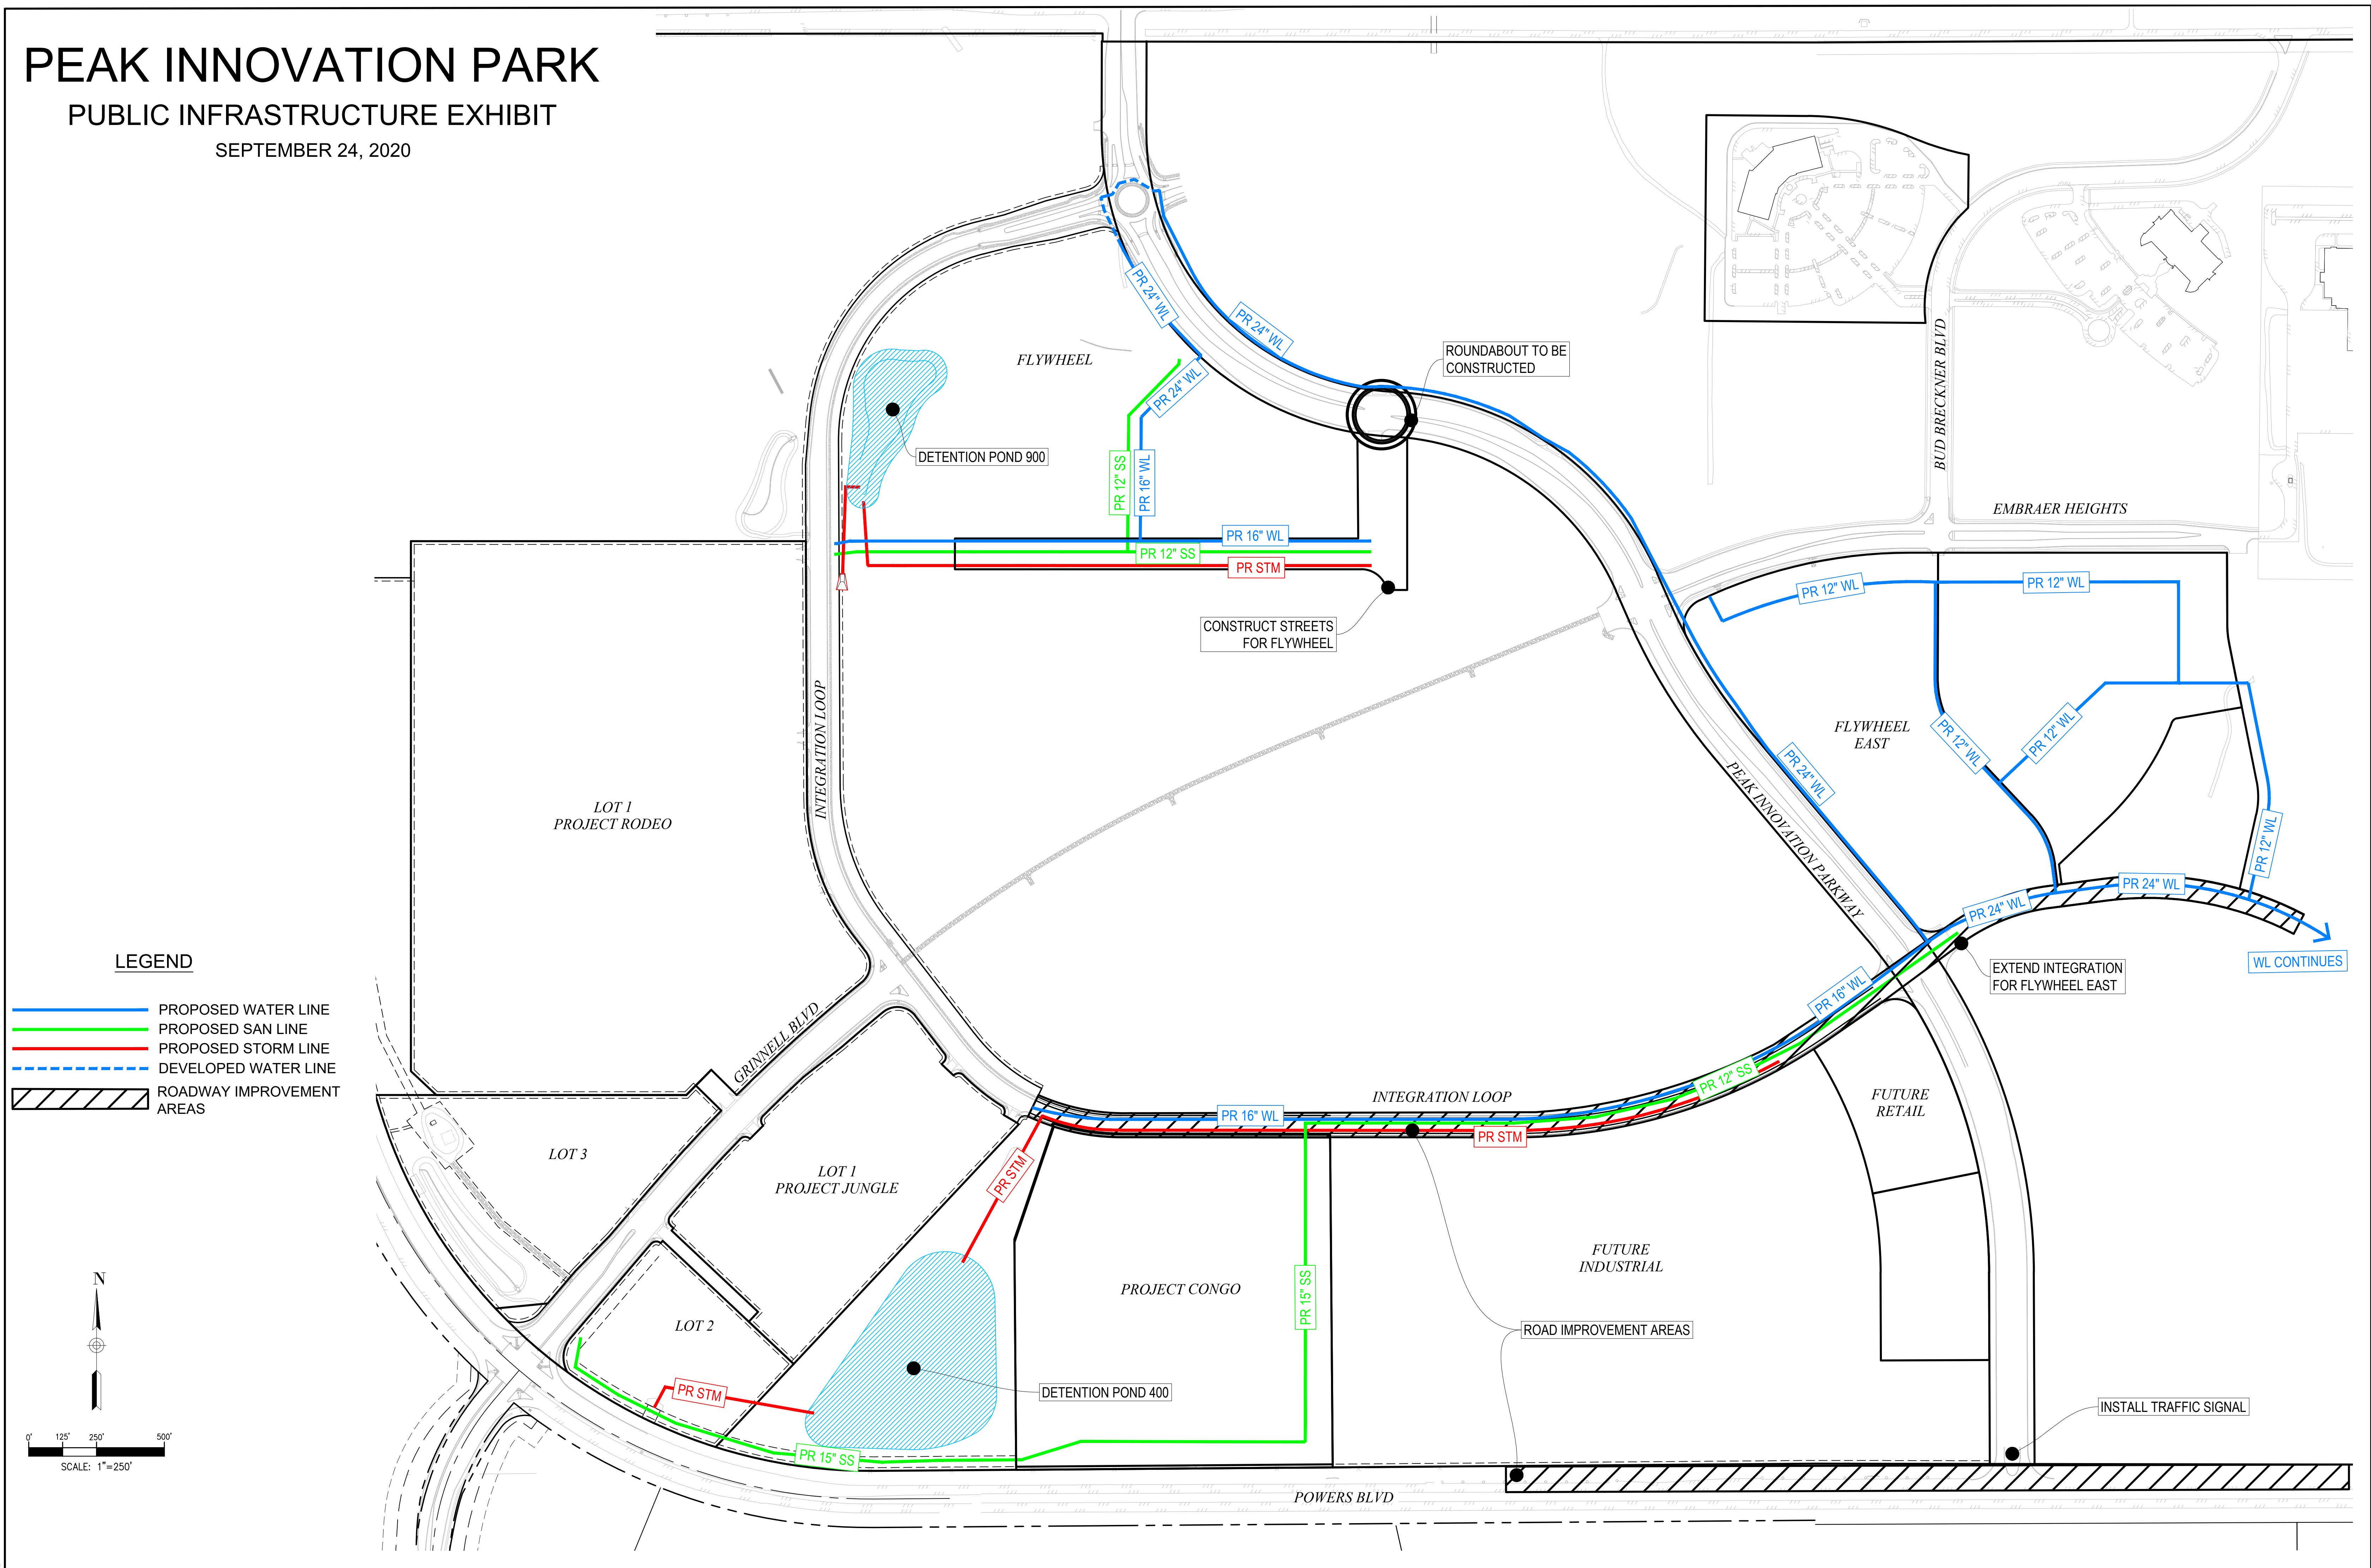 PEAK INNOVATION PARK
PUBLIC INFRASTRUCTURE EXHIBIT
SEPTEMBER 24, 2020
PR 24" WL
PR 24" WL
ROUNDABOUT TO BE
CONSTRUCTED
FLYWHEEL
PR 24" WL
DETENTION POND 900
PR 12" SS
PR 16" WL
BUD BRECKNER BLVD
EMBRAER HEIGHTS
PR 16" WL
PR 12" SS
PR STM
PR 12" WL
PR 12" WL
CONSTRUCT STREETS
FOR FLYWHEEL
INTEGRATION LOOP
FLYWHEEL
EAST
PR 12" WL
PR 12" WL
PR 24" WL
PEAK INNOVATION PARKWAY
LOT 1
PROJECT RODEO
PR 12" WL
PR 24" WL
PR 24" WL
WL CONTINUES
EXTEND INTEGRATION
FOR FLYWHEEL EAST
PR 16" WL
LEGEND
PROPOSED WATER LINE
PROPOSED SAN LINE
PROPOSED STORM LINE
DEVELOPED WATER LINE
ROADWAY IMPROVEMENT
AREAS
GRINNELL BLVD
PR 12" SS
INTEGRATION LOOP
PR 16" WL
PR STM
FUTURE
RETAIL
LOT 3
LOT 1
PROJECT JUNGLE
PR STM
FUTURE
INDUSTRIAL
PROJECT CONGO
PR 15" SS
N
LOT 2
ROAD IMPROVEMENT AREAS
PR STM
DETENTION POND 400
INSTALL TRAFFIC SIGNAL
0' 125' 250' 500'
SCALE: 1"=250'
PR 15" SS
POWERS BLVD